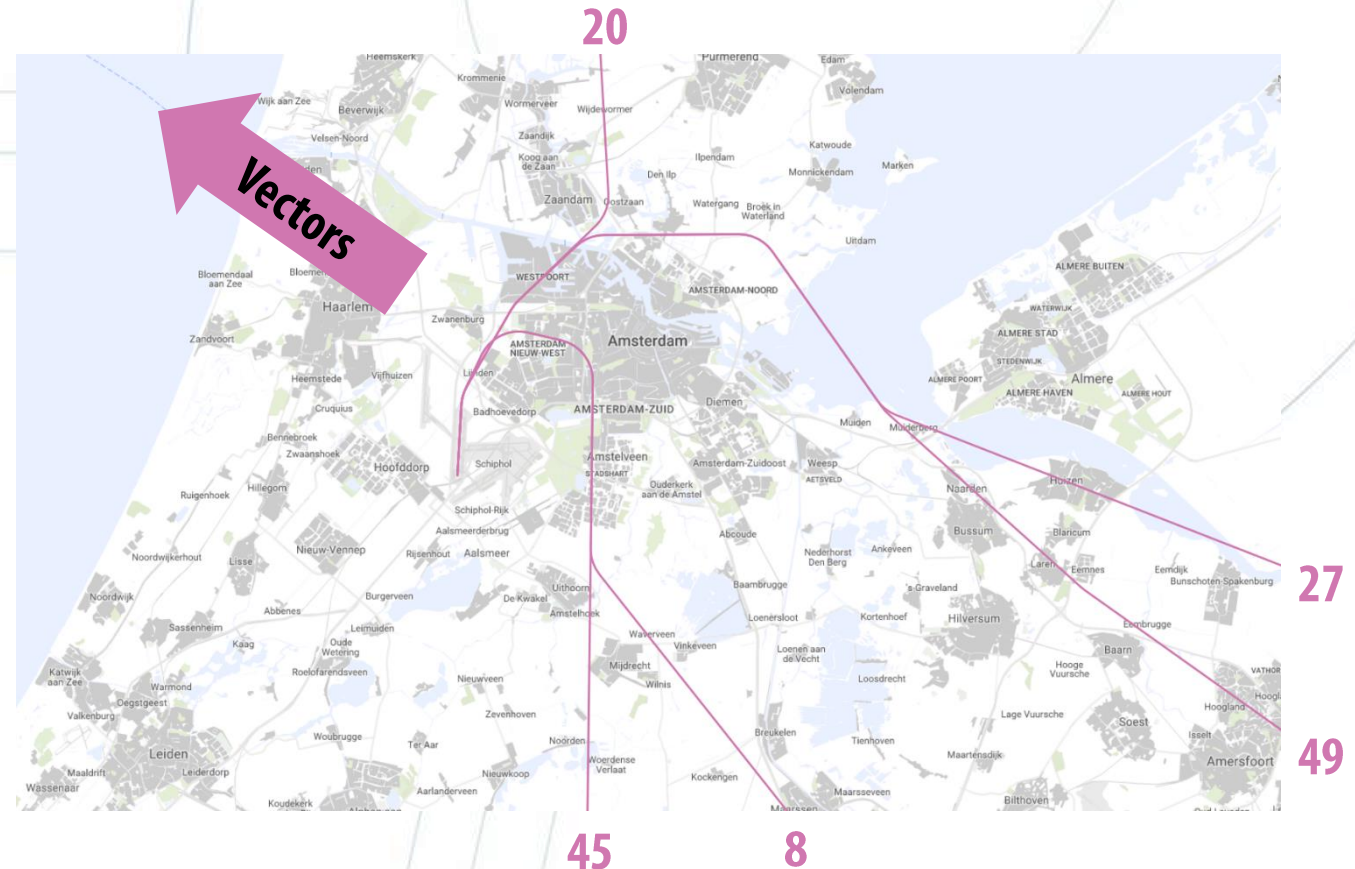 20
Heemskerk
Krommenie
Purmerend
Edam
Volendam
Wijk aan Zee
Beverwijk
Wormerveer
Wijdewormer
Velsen-Noord
Zaandijk
Koog aan
de Zaan
Ilpendam
Katwoude
Marken
Monnickendam
Den Ilp
Vectors
Zaandam
Oostzaan
Watergang
Broek in
Waterland
Uitdam
Bloemendaal
aan Zee
WESTPOORT
AMSTERDAM-NOORD
ALMERE BUITEN
Haarlem
Zwanenburg
WATERWIJK
ALMERE STAD
Zandvoort
AMSTERDAM
NIEUW-WEST
Amsterdam
STEDENWIJK
Heemstede
Vijfhuizen
Lijnden
ALMERE POORT
Almere
ALMERE HAVEN
ALMERE HOUT
Cruquius
Badhoevedorp
AMSTERDAM-ZUID
Diemen
Muiden
Muiderberg
Bennebroek
Zwaanshoek
Hoofddorp
Schiphol
Amstelveen
STADSHART
Amsterdam-Zuidoost
Weesp
AETSVELD
Huizen
Naarden
Hillegom
Ruigenhoek
Ouderkerk
aan de Amstel
Schiphol-Rijk
Aalsmeerderbrug
Bussum
Blaricum
Abcoude
Noordwijkerhout
Lisse
Nieuw-Vennep
Rijsenhout
Aalsmeer
Nederhorst
Den Berg
Ankeveen
Laren
Eemnes
Eemdijk
Bunschoten-Spakenburg
27
Noordwijk
Burgerveen
Uithoorn
De Kwakel
Baambrugge
's-Graveland
Abbenes
Amstelhoek
Loenersloot
Kortenhoef
Hilversum
Eembrugge
Sassenheim
Kaag
Leimuiden
Oude
Wetering
Waverveen
Vinkeveen
Loenen aan
de Vecht
Baarn
Katwijk
aan Zee
Warmond
Roelofarendsveen
Nieuwveen
Mijdrecht
Wilnis
Loosdrecht
Hooge
Vuursche
VATHOR
Oegstgeest
Valkenburg
Zevenhoven
Lage Vuursche
Soest
Hoogland
Woubrugge
Ter Aar
Noorden
Breukelen
Tienhoven
Isselt
Leiden
Leiderdorp
Maaldrift
Wassenaar
Nieuwkoop
Woerdense
Verlaat
Kockengen
Maartensdijk
Amersfoort
49
Koudekerk
Aarlanderveen
Maarssen
Maarsseveen
Bilthoven
45
8